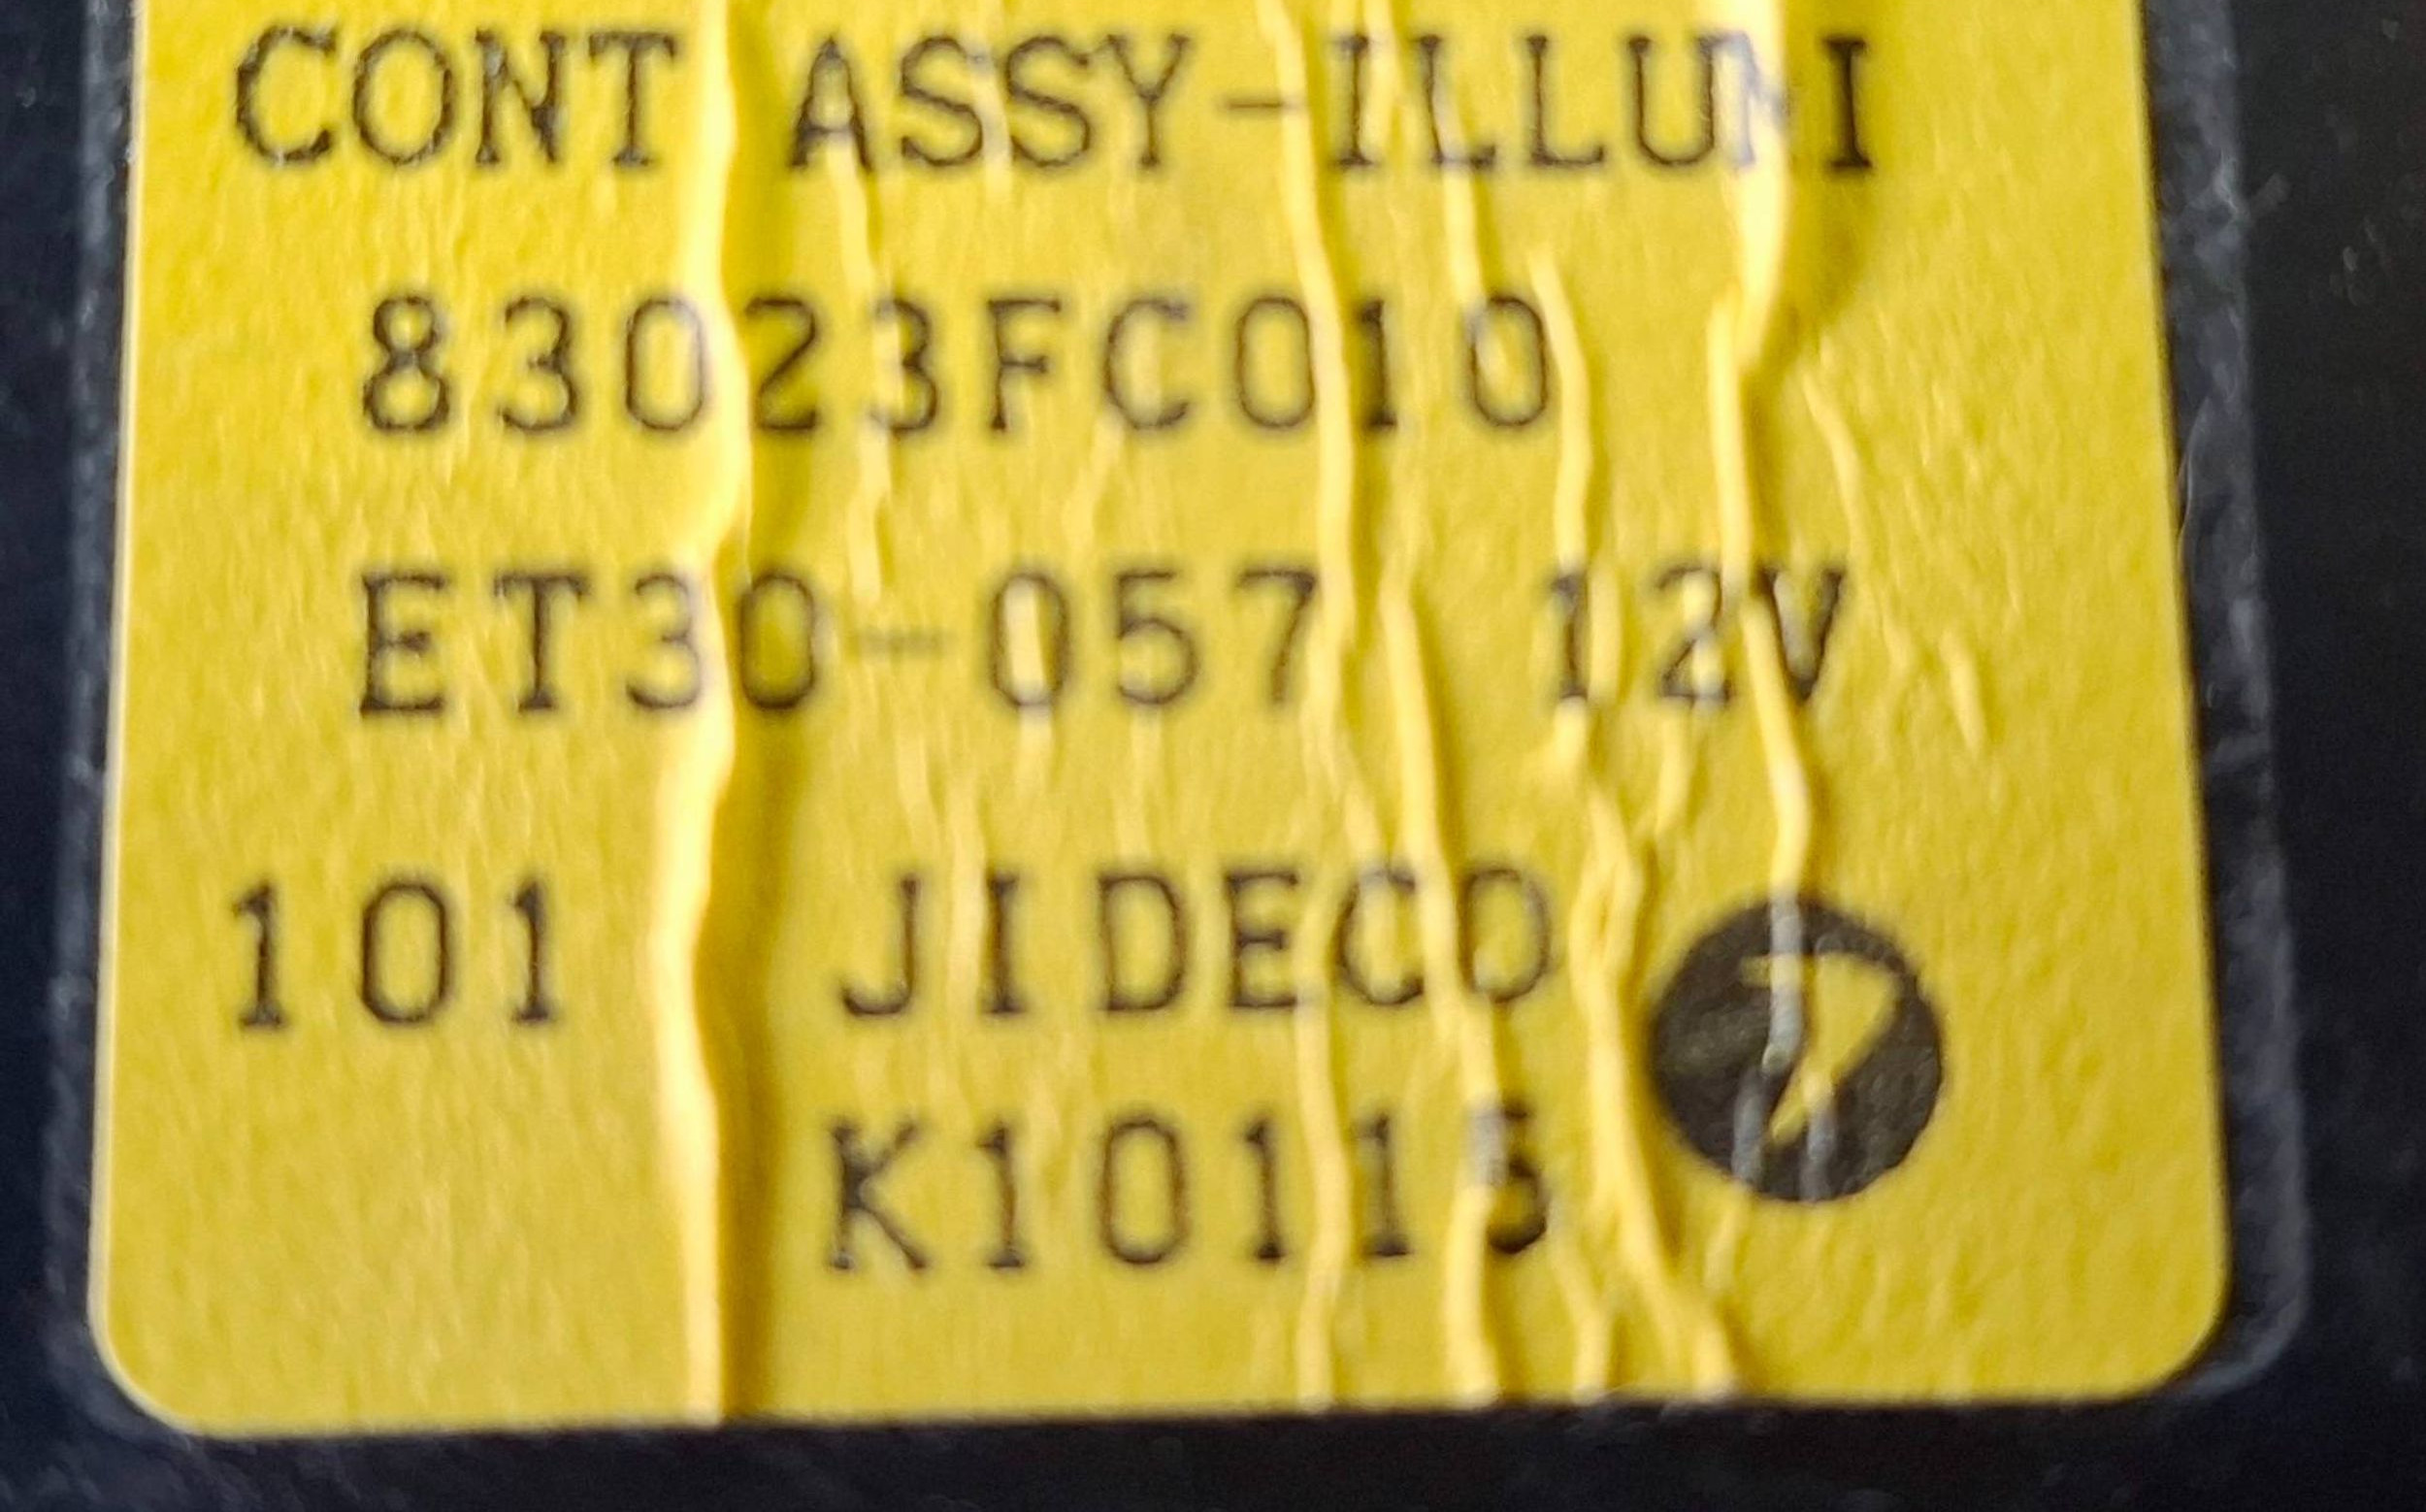 CONT ASSY-ILLUMI
83023FC010
ET30-057 12V
101 JIDECO
K10115